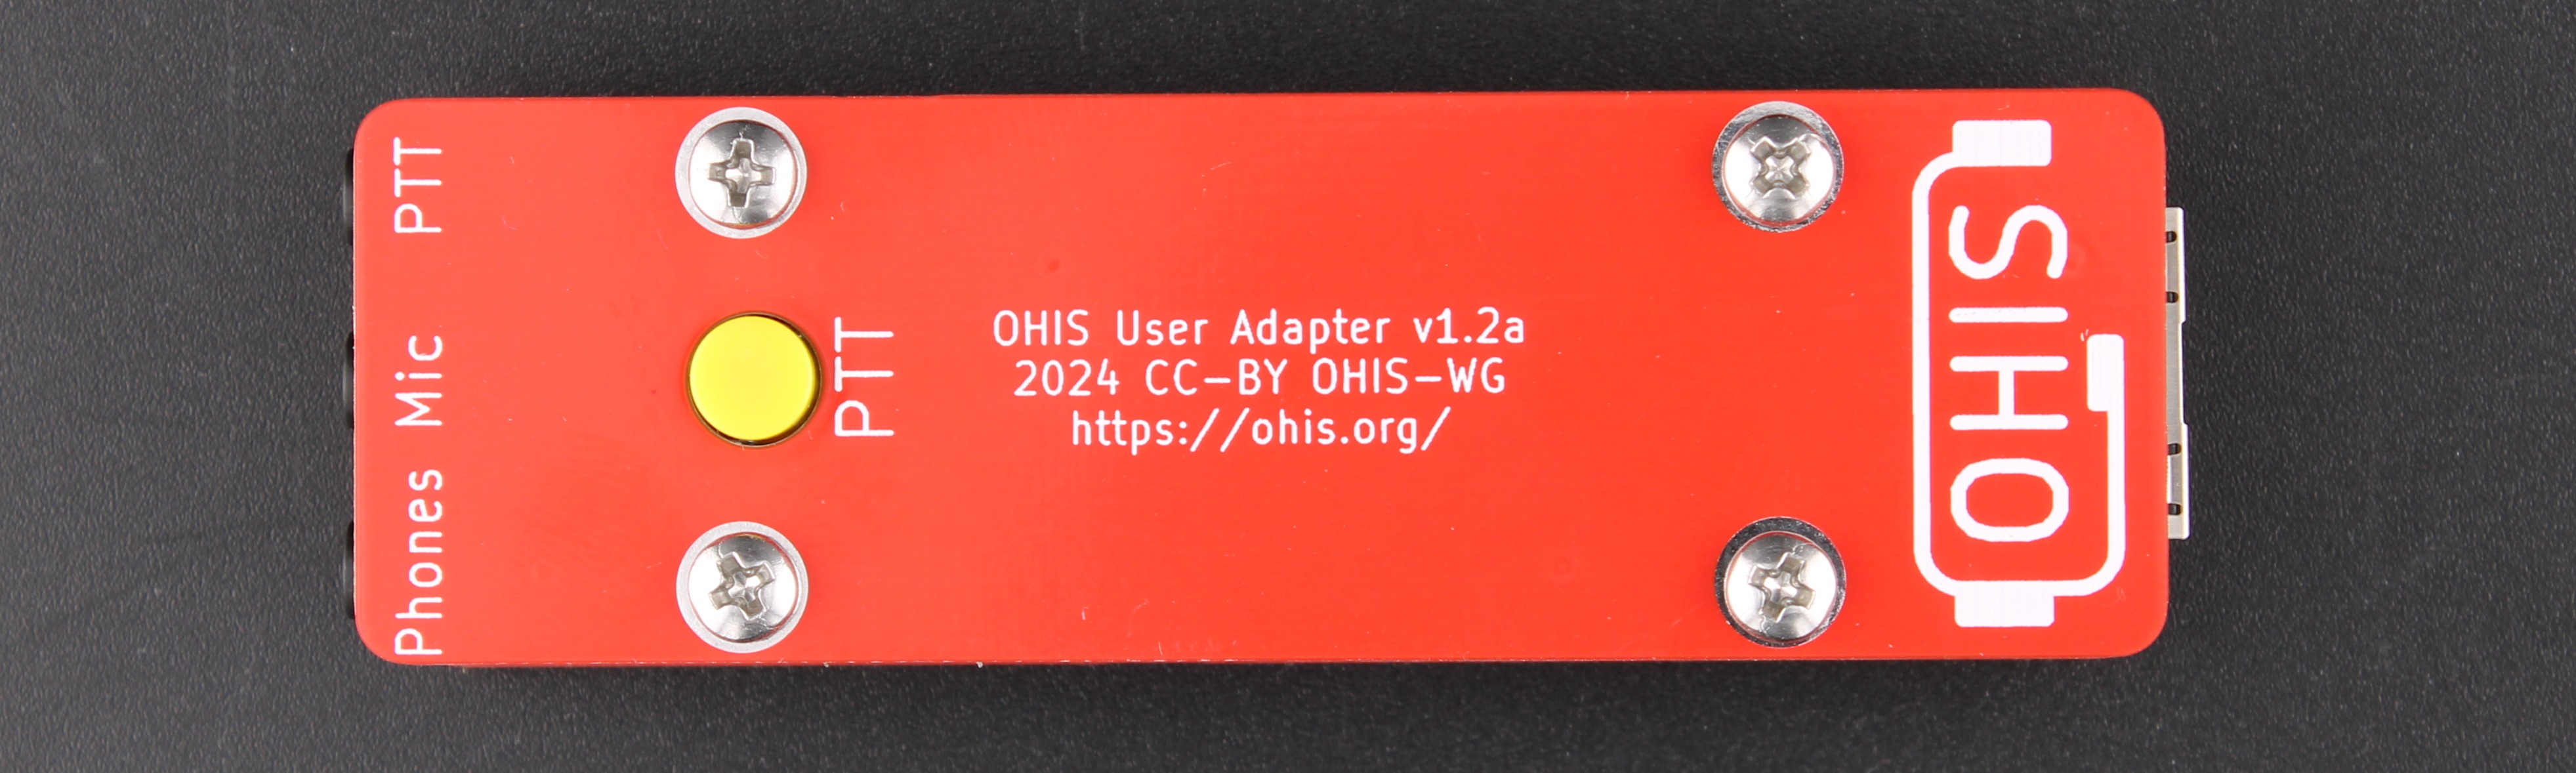 Phones Mic PTT
PTT
OHIS User Adapter v1.2a
2024 CC-BY OHIS-WG
https://ohis.org/
OHIS